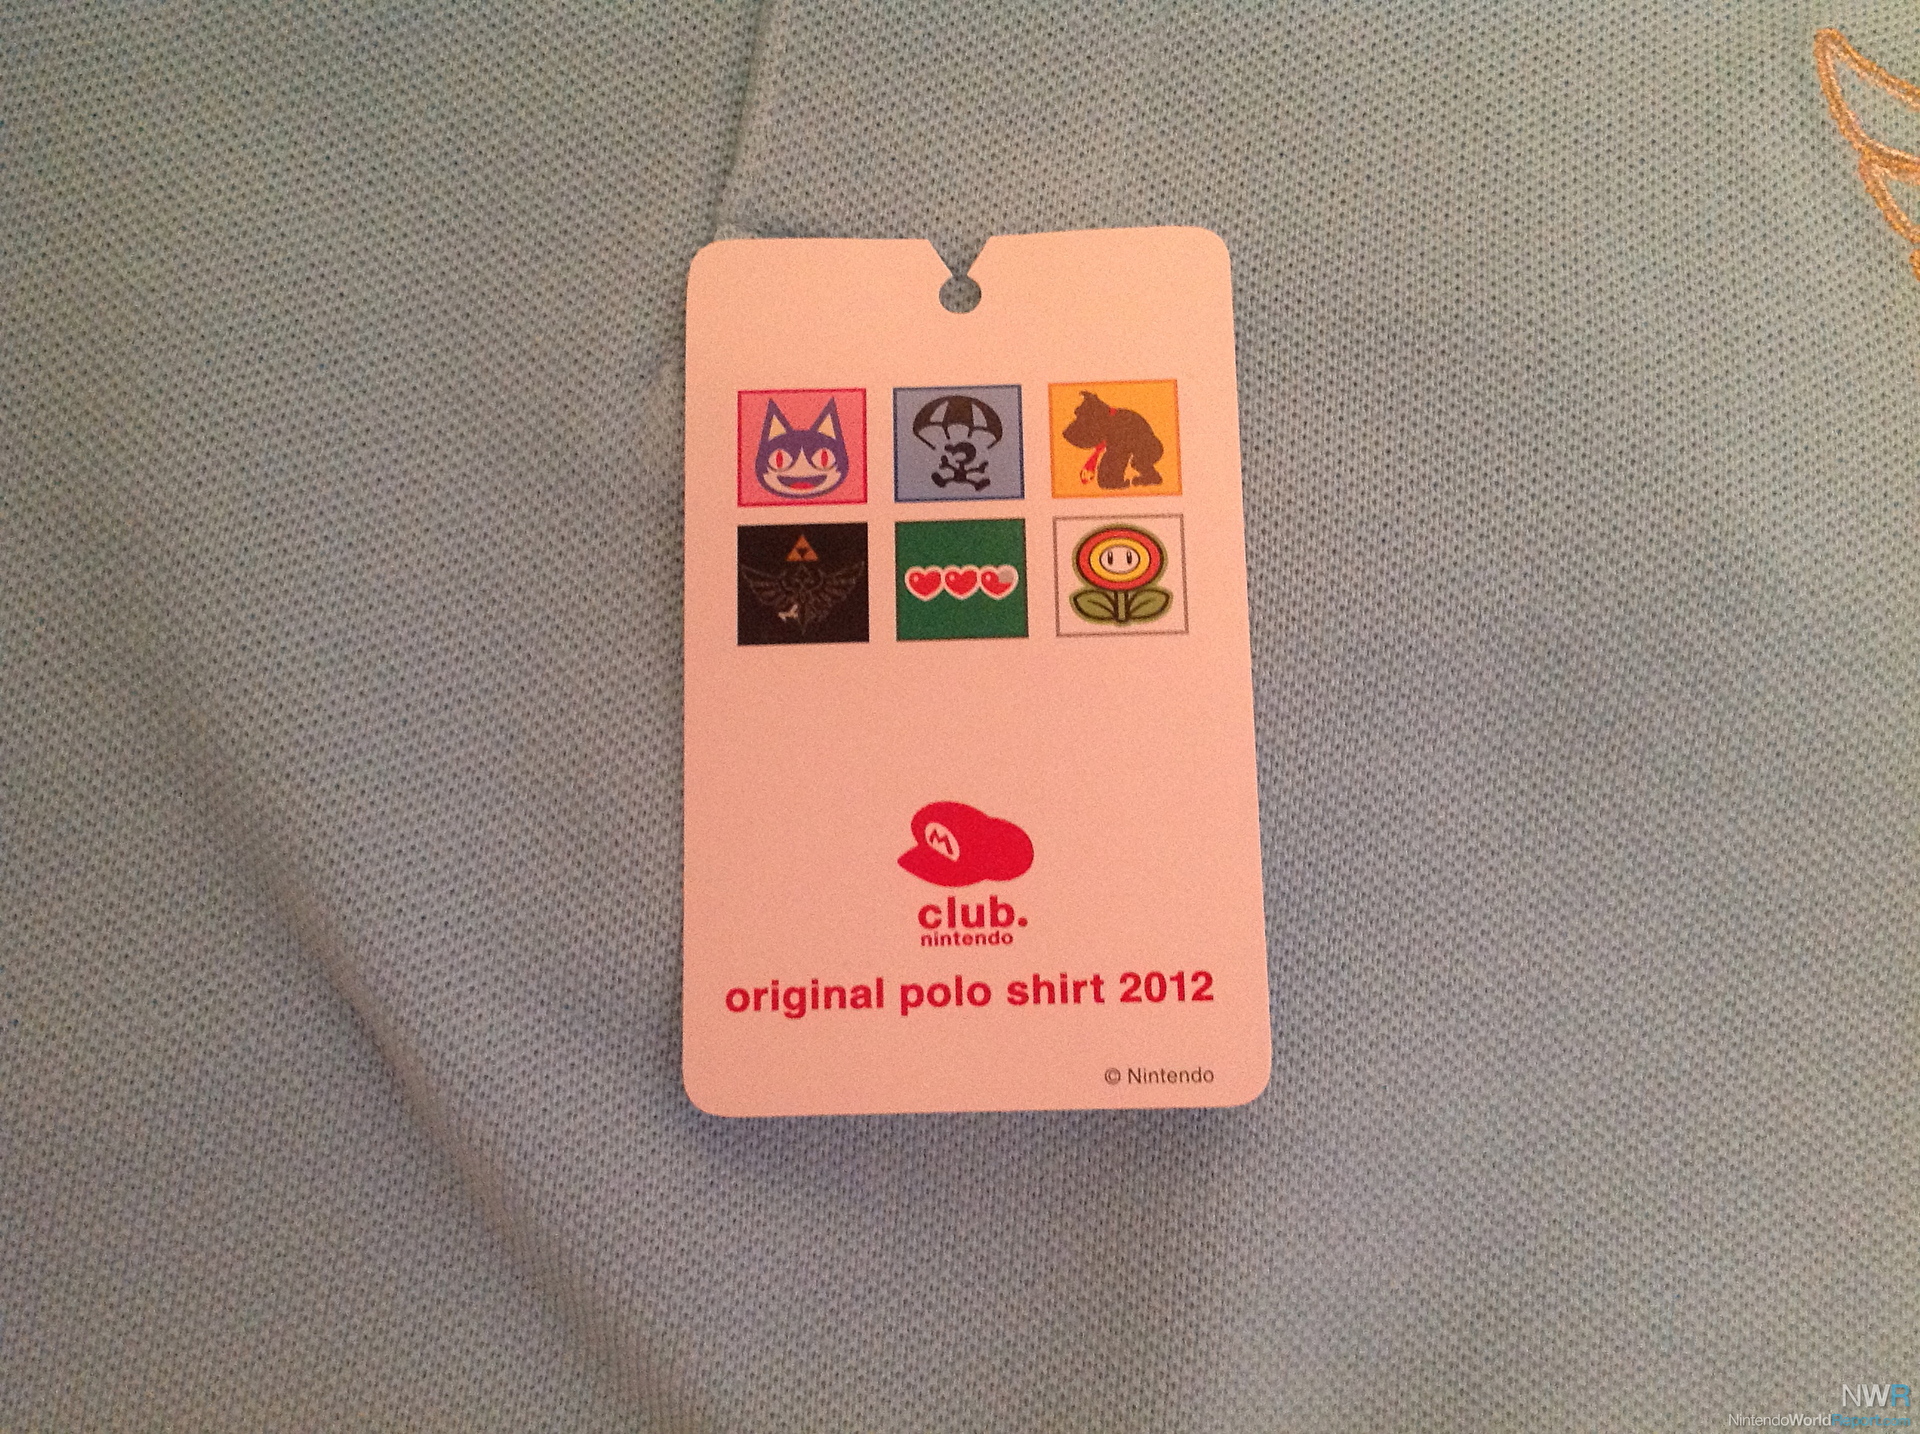 M
club.
nintendo
original polo shirt 2012
© Nintendo
NWR
NintendoWorldReport.com